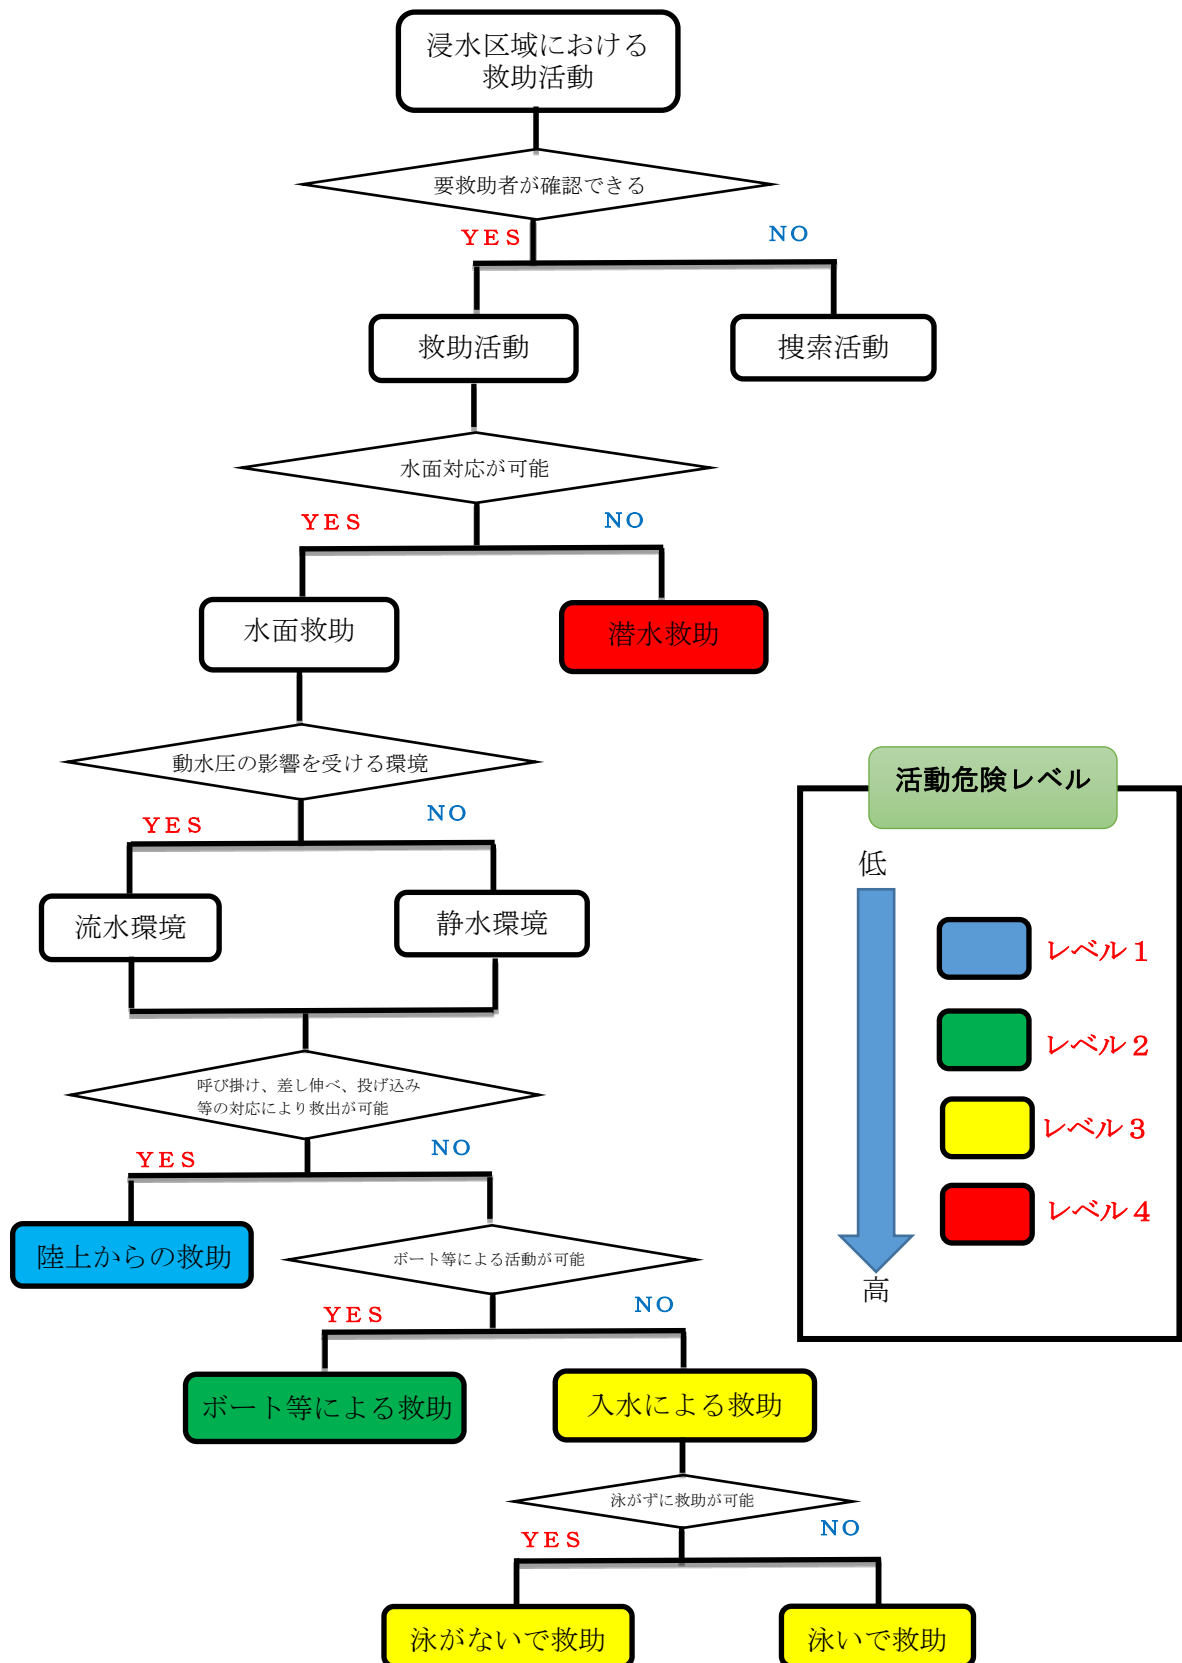 浸水区域における
救助活動
要救助者が確認できる
ＹＥＳ
ＮＯ
救助活動
捜索活動
水面対応が可能
ＹＥＳ
ＮＯ
水面救助
潜水救助
動水圧の影響を受ける環境
ＹＥＳ
ＮＯ
流水環境
静水環境
呼び掛け、差し伸べ、投げ込み
等の対応により救出が可能
ＹＥＳ
ＮＯ
陸上からの救助
ボート等による活動が可能
ＹＥＳ
ＮＯ
ボート等による救助
入水による救助
泳がずに救助が可能
ＹＥＳ
ＮＯ
泳がないで救助
泳いで救助
活動危険レベル
低
レベル１
レベル２
レベル３
レベル４
高